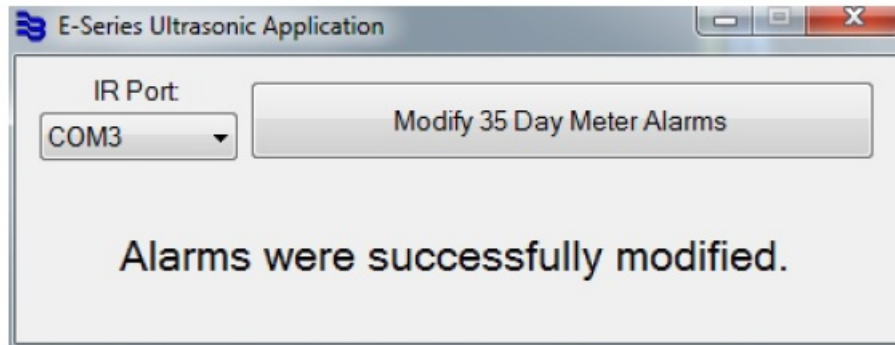 E-Series Ultrasonic Application
IR Port:
COM3
Modify 35 Day Meter Alarms
Alarms were successfully modified.